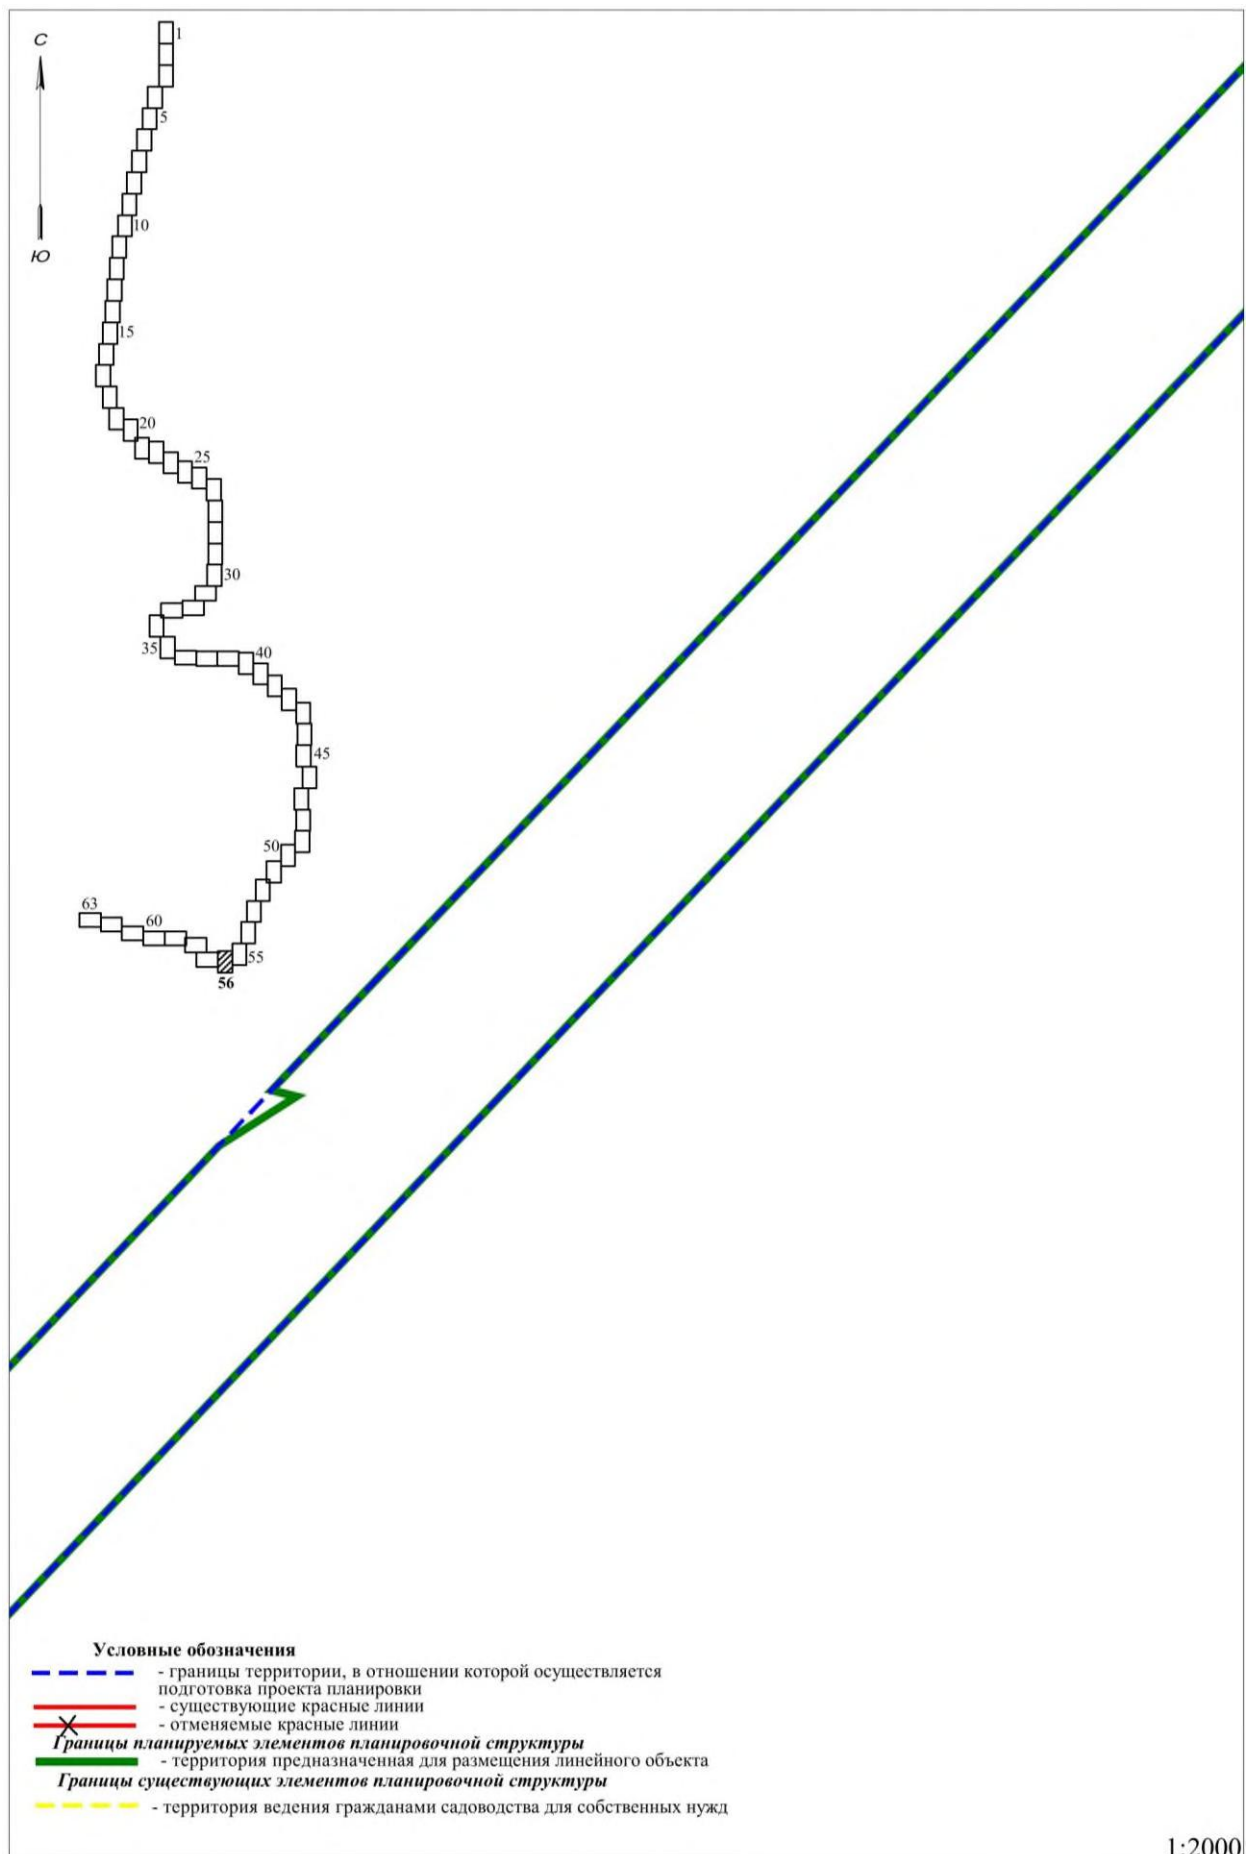 С
Ю
1
5
10
15
20
25
30
35
40
45
50
55
56
60
63
Условные обозначения
- границы территории, в отношении которой осуществляется
подготовка проекта планировки
- существующие красные линии
- отменяемые красные линии
Границы планируемых элементов планировочной структуры
- территория предназначенная для размещения линейного объекта
Границы существующих элементов планировочной структуры
- территория ведения гражданами садоводства для собственных нужд
1:2000